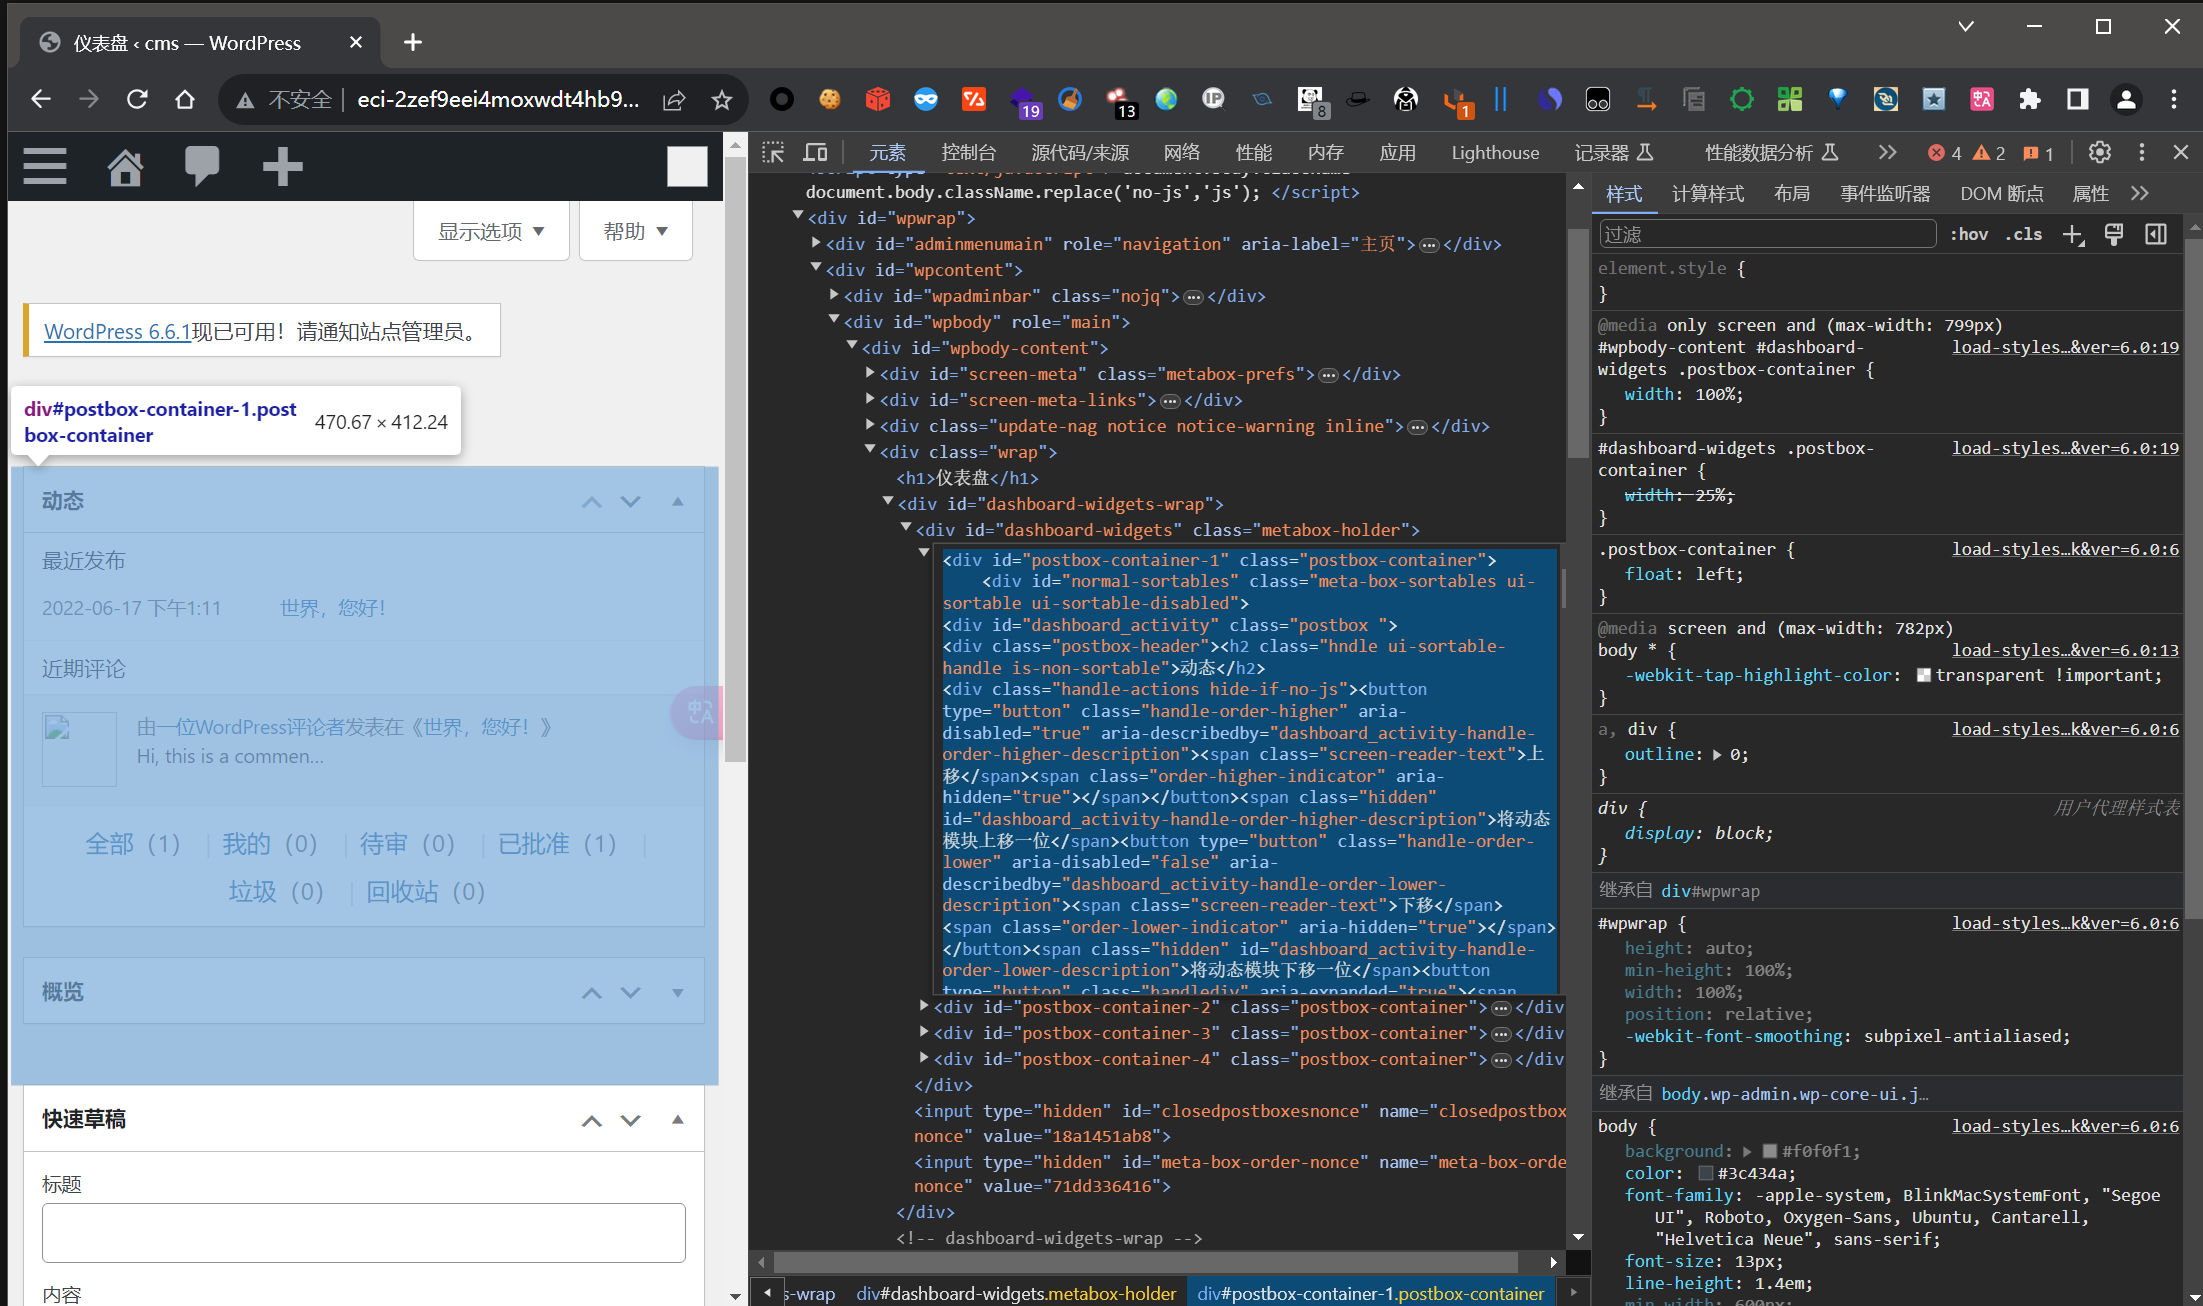 仪表盘 ‹ cms — WordPress
不安全
eci-2zef9eei4moxwdt4hb9...
19
13
8
1
显示选项 ▼
帮助 ▼
WordPress 6.6.1现已可用！请通知站点管理员。
div#postbox-container-1.post
box-container
470.67 × 412.24
动态
最近发布
2022-06-17 下午1:11 世界，您好！
近期评论
由一位WordPress评论者发表在《世界，您好！》
Hi, this is a commen...
全部（1） | 我的（0） | 待审（0） | 已批准（1） |
垃圾（0） | 回收站（0）
概览
快速草稿
标题
内容
元素 控制台 源代码/来源 网络 性能 内存 应用 Lighthouse 记录器 性能数据分析 4 2 1
document.body.className.replace('no-js','js'); </script>
<div id="wpwrap">
<div id="adminmenumain" role="navigation" aria-label="主页">…</div>
<div id="wpcontent">
<div id="wpadminbar" class="nojq">…</div>
<div id="wpbody" role="main">
<div id="wpbody-content">
<div id="screen-meta" class="metabox-prefs">…</div>
<div id="screen-meta-links">…</div>
<div class="update-nag notice notice-warning inline">…</div>
<div class="wrap">
<h1>仪表盘</h1>
<div id="dashboard-widgets-wrap">
<div id="dashboard-widgets" class="metabox-holder">
<div id="postbox-container-1" class="postbox-container">
<div id="normal-sortables" class="meta-box-sortables ui-
sortable ui-sortable-disabled">
<div id="dashboard_activity" class="postbox ">
<div class="postbox-header"><h2 class="hndle ui-sortable-
handle is-non-sortable">动态</h2>
<div class="handle-actions hide-if-no-js"><button
type="button" class="handle-order-higher" aria-
disabled="true" aria-describedby="dashboard_activity-handle-
order-higher-description"><span class="screen-reader-text">上
移</span><span class="order-higher-indicator" aria-
hidden="true"></span></button><span class="hidden"
id="dashboard_activity-handle-order-higher-description">将动态
模块上移一位</span><button type="button" class="handle-order-
lower" aria-disabled="false" aria-
describedby="dashboard_activity-handle-order-lower-
description"><span class="screen-reader-text">下移</span>
<span class="order-lower-indicator" aria-hidden="true"></span>
</button><span class="hidden" id="dashboard_activity-handle-
order-lower-description">将动态模块下移一位</span><button
type="button" class="handlediv" aria-expanded="true"><span
<div id="postbox-container-2" class="postbox-container">…</div
<div id="postbox-container-3" class="postbox-container">…</div
<div id="postbox-container-4" class="postbox-container">…</div
</div>
<input type="hidden" id="closedpostboxesnonce" name="closedpostbox
nonce" value="18a1451ab8">
<input type="hidden" id="meta-box-order-nonce" name="meta-box-orde
nonce" value="71dd336416">
</div>
<!-- dashboard-widgets-wrap -->
s-wrap div#dashboard-widgets.metabox-holder div#postbox-container-1.postbox-container
样式 计算样式 布局 事件监听器 DOM 断点 属性
过滤 :hov .cls
element.style {
}
@media only screen and (max-width: 799px)
#wpbody-content #dashboard- load-styles…&ver=6.0:19
widgets .postbox-container {
width: 100%;
}
#dashboard-widgets .postbox- load-styles…&ver=6.0:19
container {
width: 25%;
}
.postbox-container { load-styles…k&ver=6.0:6
float: left;
}
@media screen and (max-width: 782px)
body * { load-styles…&ver=6.0:13
-webkit-tap-highlight-color: transparent !important;
}
a, div { load-styles…k&ver=6.0:6
outline: 0;
}
div { 用户代理样式表
display: block;
}
继承自 div#wpwrap
#wpwrap { load-styles…k&ver=6.0:6
height: auto;
min-height: 100%;
width: 100%;
position: relative;
-webkit-font-smoothing: subpixel-antialiased;
}
继承自 body.wp-admin.wp-core-ui.j…
body { load-styles…k&ver=6.0:6
background: #f0f0f1;
color: #3c434a;
font-family: -apple-system, BlinkMacSystemFont, "Segoe
UI", Roboto, Oxygen-Sans, Ubuntu, Cantarell,
"Helvetica Neue", sans-serif;
font-size: 13px;
line-height: 1.4em;
min-width: 600px;